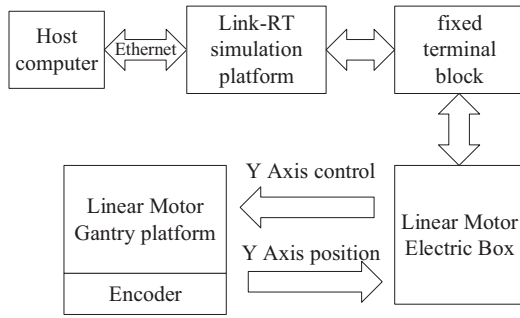 Host
computer
Ethernet
Link-RT
simulation
platform
fixed
terminal
block
Y Axis control
Linear Motor
Gantry platform
Y Axis position
Encoder
Linear Motor
Electric Box